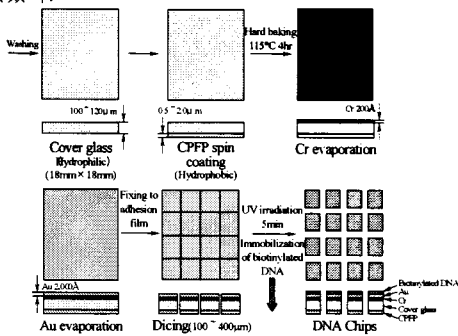 Washing
Hard baking
115℃ 4hr
100~120μm
0.5~2.0μm
Cr 200Å
Cover glass
(Hydrophilic)
(18mm×18mm)
CPFP spin
coating
(Hydrophobic)
Cr evaporation
Fixing to
adhesion
film
UV irradiation
5min
Immobilization
of biotinylated
DNA
Au 2,000Å
Biotinylated DNA
Au
Cr
Cover glass
CPFP
Au evaporation
Dicing(100~400μm)
DNA Chips